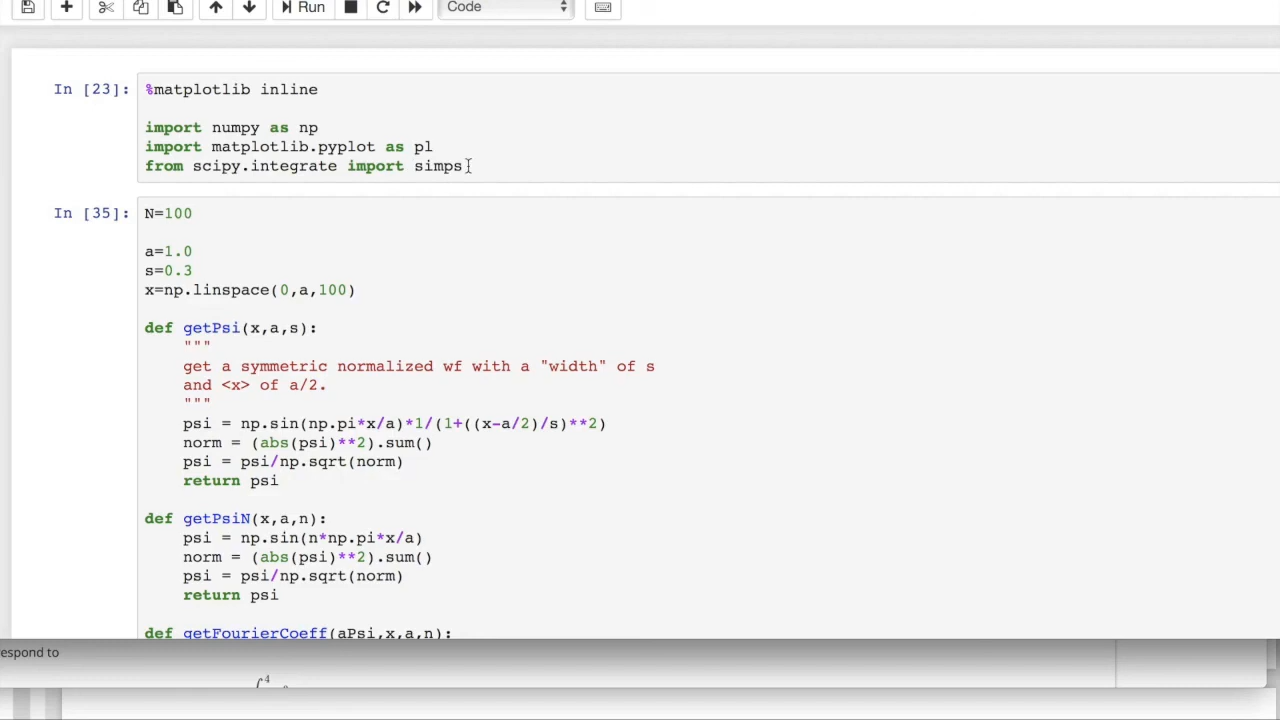 Run
Code
In [23]:
%matplotlib inline
import numpy as np
import matplotlib.pyplot as pl
from scipy.integrate import simps
In [35]:
N=100
a=1.0
s=0.3
x=np.linspace(0,a,100)
def getPsi(x,a,s):
"""
get a symmetric normalized wf with a "width" of s
and <x> of a/2.
"""
psi = np.sin(np.pi*x/a)*1/(1+((x-a/2)/s)**2)
norm = (abs(psi)**2).sum()
psi = psi/np.sqrt(norm)
return psi
def getPsiN(x,a,n):
psi = np.sin(n*np.pi*x/a)
norm = (abs(psi)**2).sum()
psi = psi/np.sqrt(norm)
return psi
def getFourierCoeff(aPsi,x,a,n):
espond to